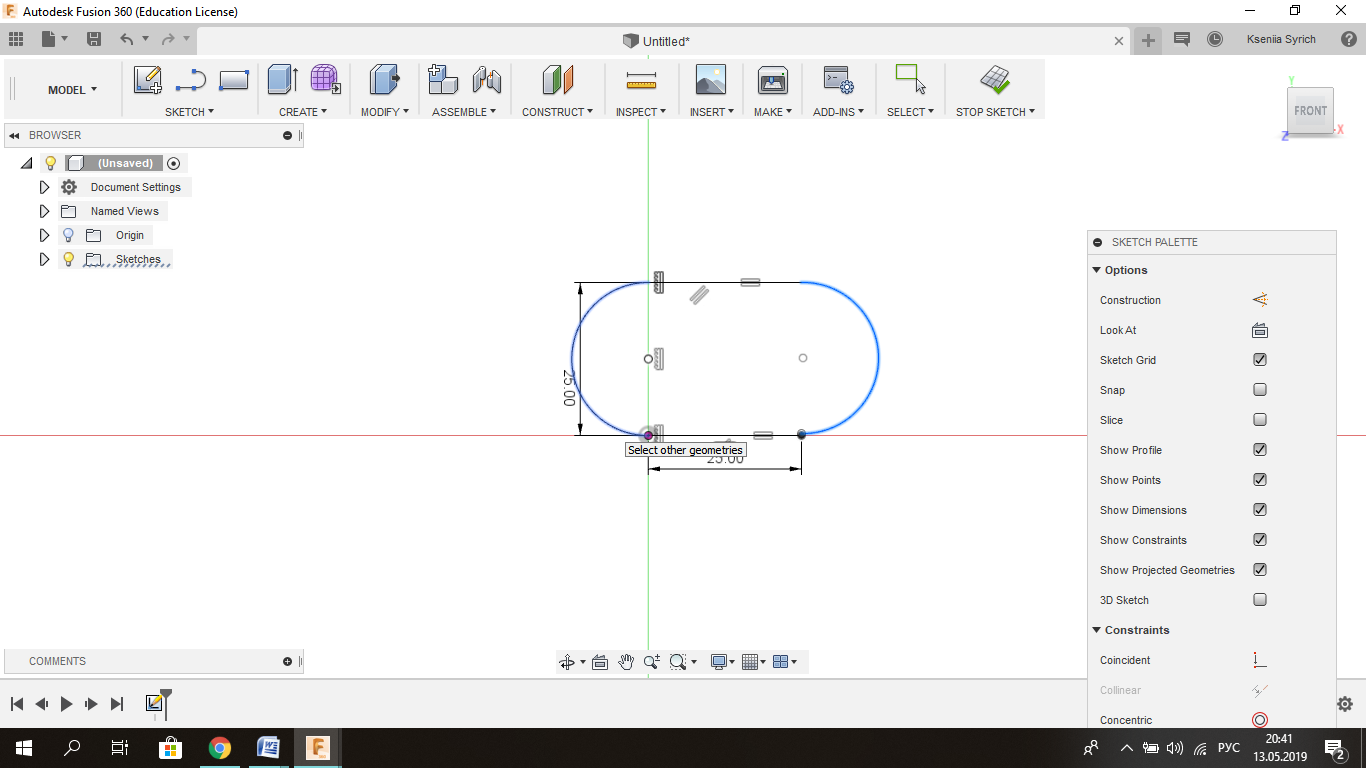 Autodesk Fusion 360 (Education License)
Untitled*
Kseniia Syrich
MODEL
SKETCH
CREATE
MODIFY
ASSEMBLE
CONSTRUCT
INSPECT
INSERT
MAKE
ADD-INS
SELECT
STOP SKETCH
Y
FRONT
X
Z
BROWSER
(Unsaved)
Document Settings
Named Views
Origin
Sketches
25.00
Select other geometries
25.00
SKETCH PALETTE
Options
Construction
Look At
Sketch Grid
Snap
Slice
Show Profile
Show Points
Show Dimensions
Show Constraints
Show Projected Geometries
3D Sketch
Constraints
Coincident
Collinear
Concentric
COMMENTS
РУС
20:41
13.05.2019
2